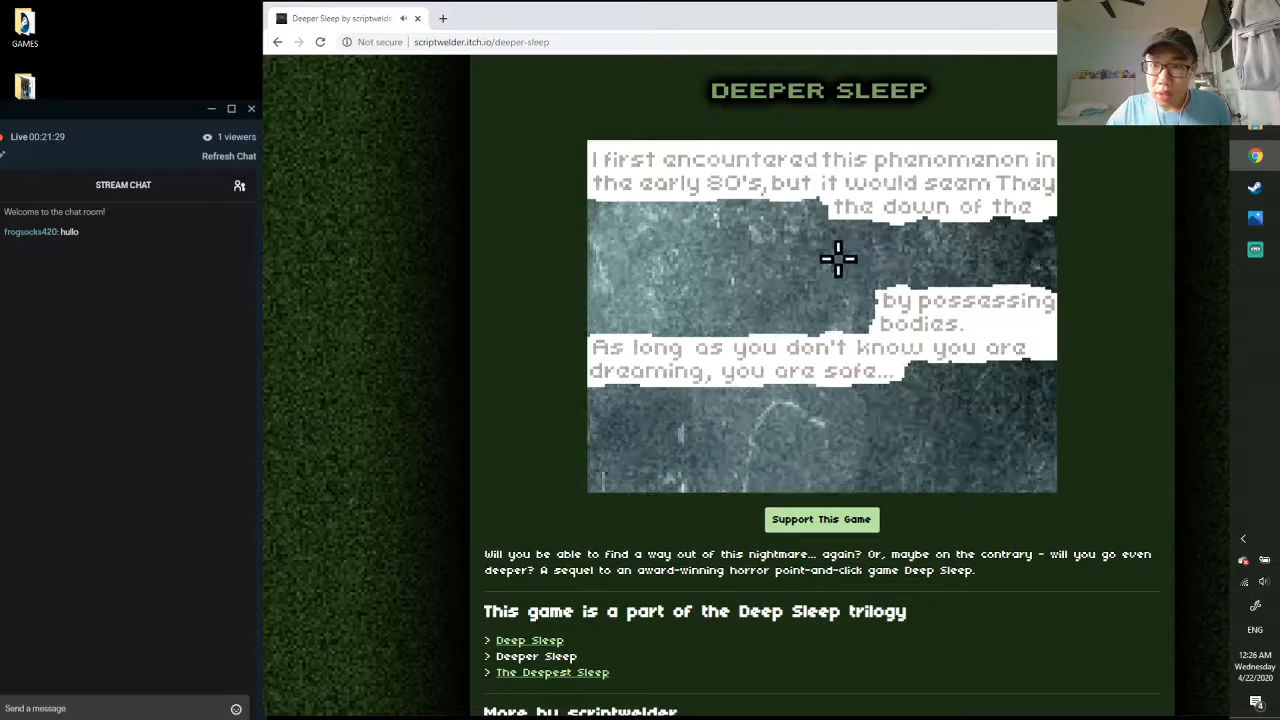 GAMES
Deeper Sleep by scriptwelde
Not secure
scriptwelder.itch.io/deeper-sleep
Live 00:21:29
1 viewers
Refresh Chat
STREAM CHAT
Welcome to the chat room!
frogsocks420: hullo
Send a message
DEEPER SLEEP
I first encountered this phenomenon in
the early 80's, but it would seem They
the dawn of the
by possessing
bodies.
As long as you don't know you are
dreaming, you are safe...
Support This Game
Will you be able to find a way out of this nightmare... again? Or, maybe on the contrary - will you go even
deeper? A sequel to an award-winning horror point-and-click game Deep Sleep.
This game is a part of the Deep Sleep trilogy
> Deep Sleep
> Deeper Sleep
> The Deepest Sleep
More by scriptwelder
ENG
12:26 AM
Wednesday
4/22/2020
4